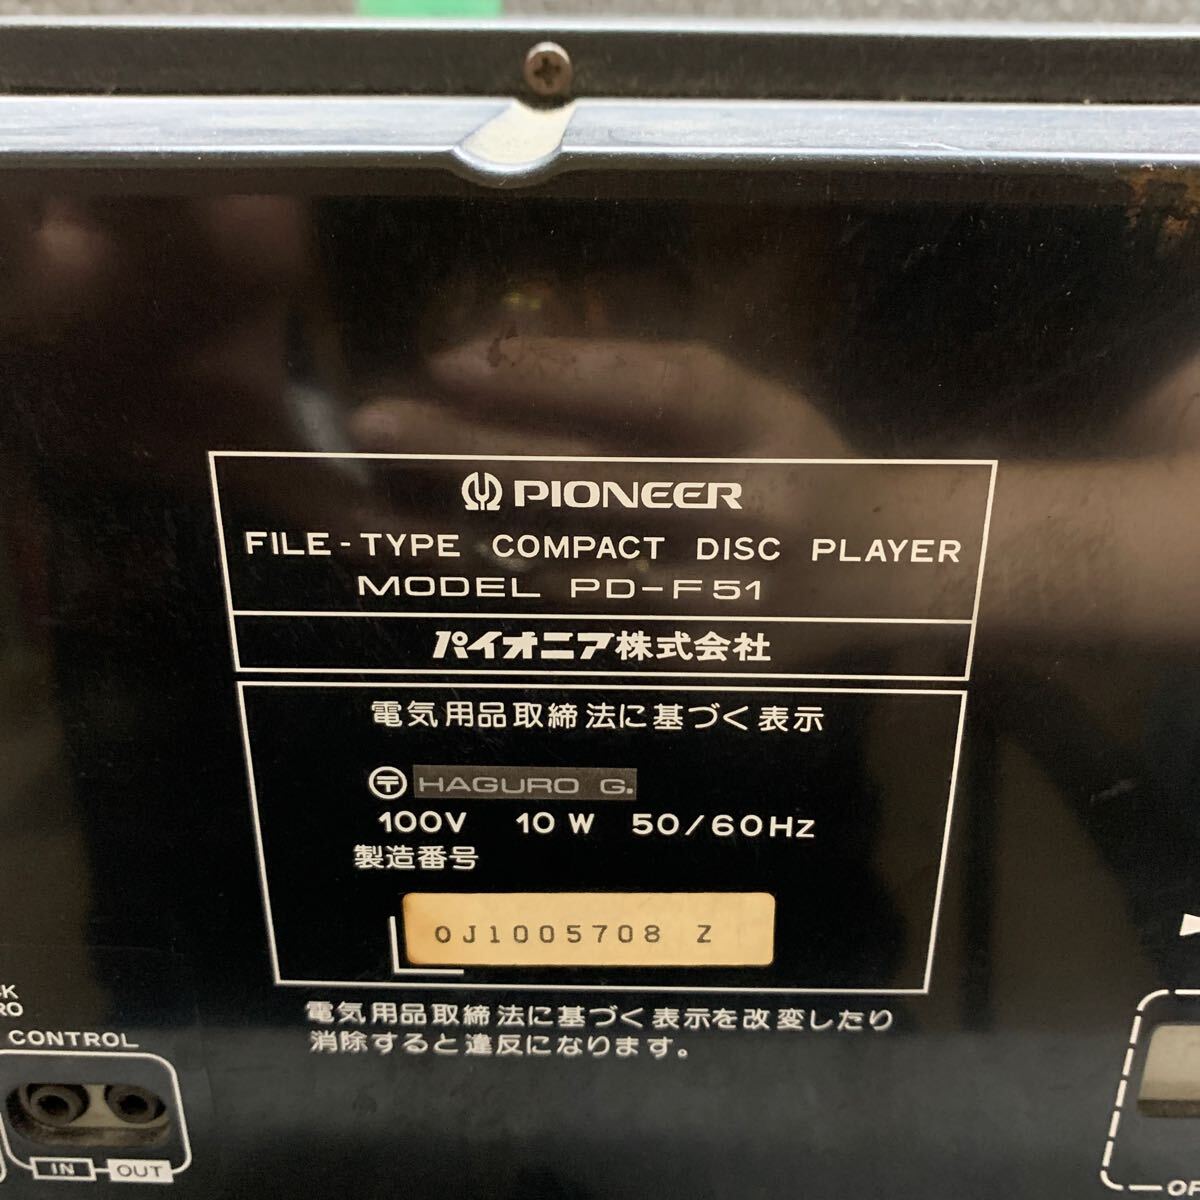 PIONEER
FILE-TYPE COMPACT DISC PLAYER
MODEL PD-F51
パイオニア株式会社
電気用品取締法に基づく表示
〒 HAGURO G.
100V 10W 50/60Hz
製造番号
0J1005708 Z
電気用品取締法に基づく表示を改変したり
消除すると違反になります。
CONTROL
IN OUT